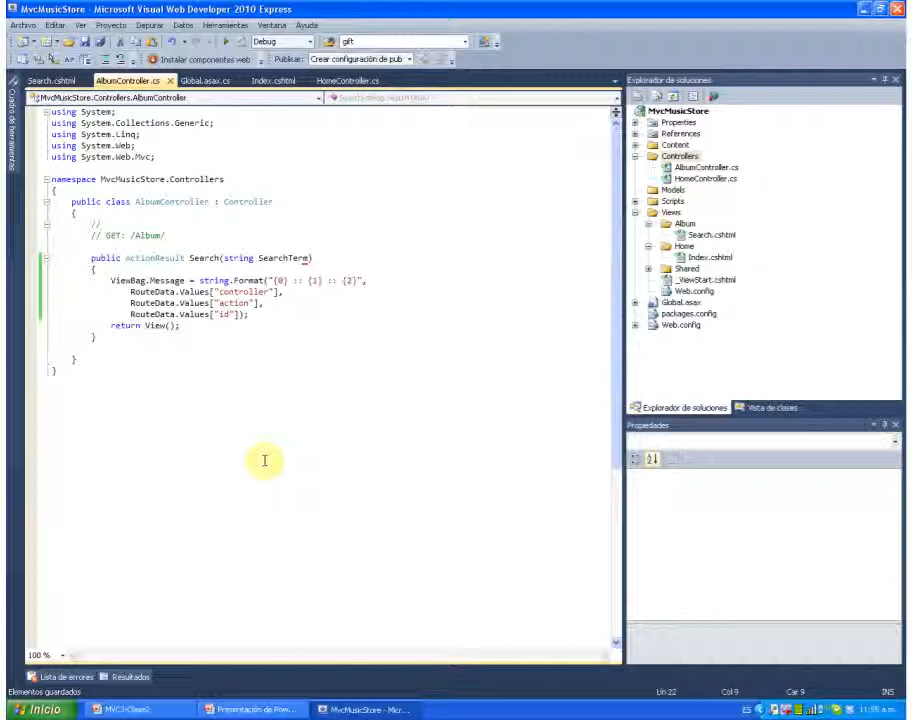 MvcMusicStore - Microsoft Visual Web Developer 2010 Express
Archivo Editar Ver Proyecto Depurar Datos Herramientas Ventana Ayuda
Debug gift
Instalar componentes web Publicar: Crear configuración de pub
Search.cshtml AlbumController.cs Global.asax.cs Index.cshtml HomeController.cs
MvcMusicStore.Controllers.AlbumController
using System;
using System.Collections.Generic;
using System.Linq;
using System.Web;
using System.Web.Mvc;
namespace MvcMusicStore.Controllers
{
public class AlbumController : Controller
{
//
// GET: /Album/
public ActionResult Search(string SearchTerm)
{
ViewBag.Message = string.Format("{0} :: {1} :: {2}",
RouteData.Values["controller"],
RouteData.Values["action"],
RouteData.Values["id"]);
return View();
}
}
}
100 %
Cuadro de herramientas
Explorador de soluciones
MvcMusicStore
Properties
References
Content
Controllers
AlbumController.cs
HomeController.cs
Models
Scripts
Views
Album
Search.cshtml
Home
Index.cshtml
Shared
_ViewStart.cshtml
Web.config
Global.asax
packages.config
Web.config
Explorador de soluciones Vista de clases
Propiedades
Lista de errores Resultados
Elementos guardados Lín 22 Col 9 Car 9 INS
Inicio MVC3-Clase2 Presentación de Pow... MvcMusicStore - Micr... ES 11:55 a.m.